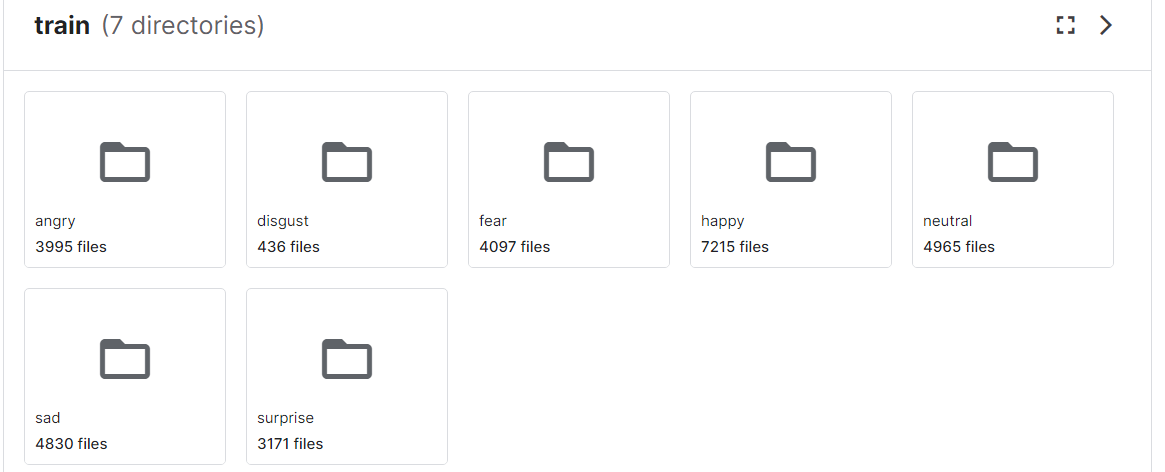 train (7 directories)
angry
3995 files
disgust
436 files
fear
4097 files
happy
7215 files
neutral
4965 files
sad
4830 files
surprise
3171 files